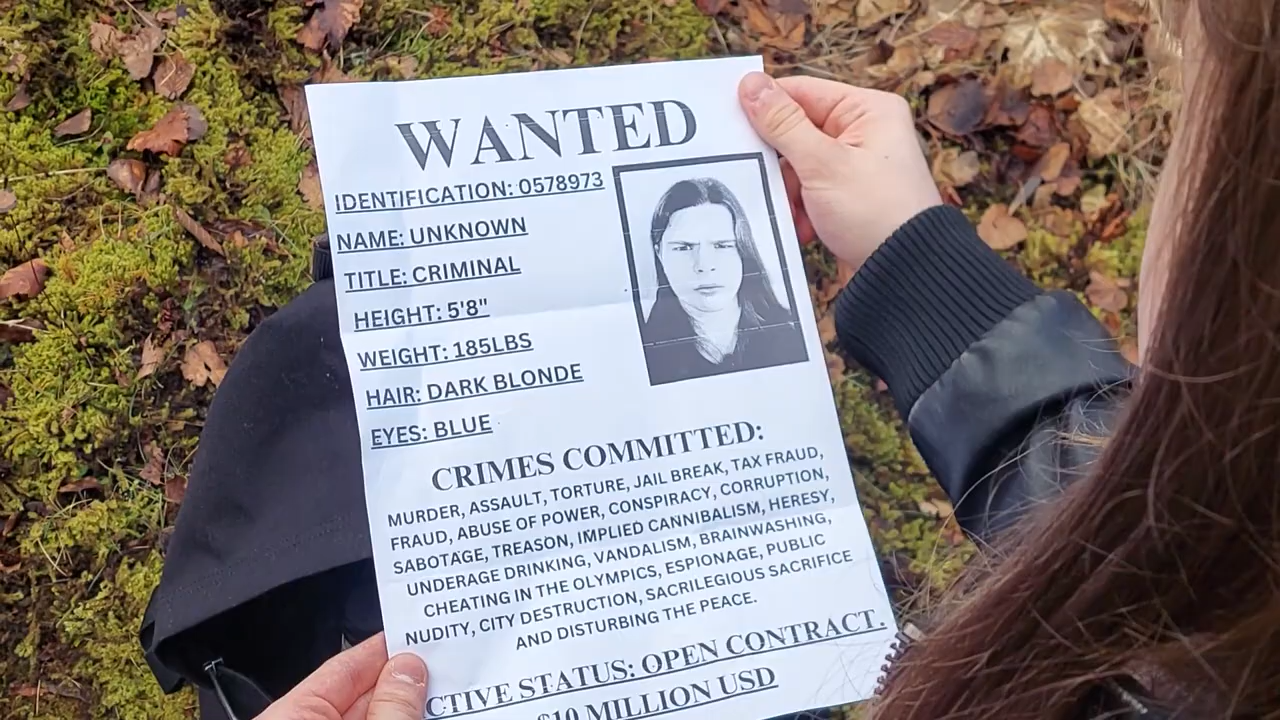 WANTED
IDENTIFICATION: 0578973
NAME: UNKNOWN
TITLE: CRIMINAL
HEIGHT: 5'8"
WEIGHT: 185LBS
HAIR: DARK BLONDE
EYES: BLUE
CRIMES COMMITTED:
MURDER, ASSAULT, TORTURE, JAIL BREAK, TAX FRAUD,
FRAUD, ABUSE OF POWER, CONSPIRACY, CORRUPTION,
SABOTAGE, TREASON, IMPLIED CANNIBALISM, HERESY,
UNDERAGE DRINKING, VANDALISM, BRAINWASHING,
CHEATING IN THE OLYMPICS, ESPIONAGE, PUBLIC
NUDITY, CITY DESTRUCTION, SACRILEGIOUS SACRIFICE
AND DISTURBING THE PEACE.
CTIVE STATUS: OPEN CONTRACT.
$10 MILLION USD